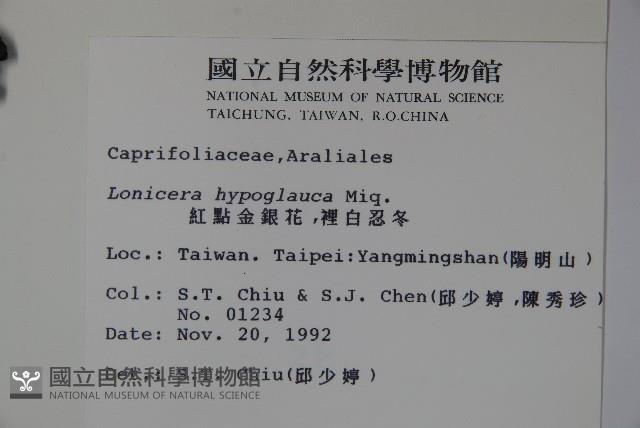 國立自然科學博物館
NATIONAL MUSEUM OF NATURAL SCIENCE
TAICHUNG, TAIWAN, R.O.CHINA
Caprifoliaceae,Araliales
Lonicera hypoglauca Miq.
紅點金銀花,裡白忍冬
Loc.: Taiwan. Taipei:Yangmingshan(陽明山)
Col.: S.T. Chiu & S.J. Chen(邱少婷,陳秀珍)
No. 01234
Date: Nov. 20, 1992
Det.: S.T. Chiu(邱少婷)
國立自然科學博物館
NATIONAL MUSEUM OF NATURAL SCIENCE